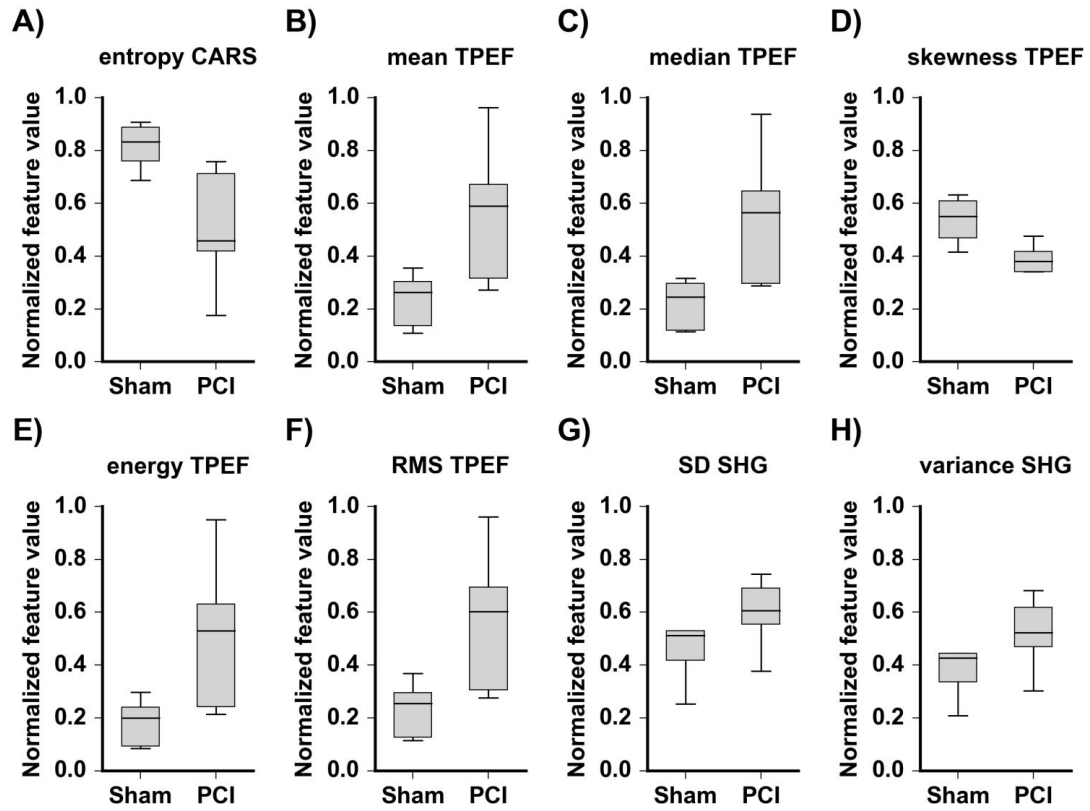 A)
entropy CARS
Normalized feature value
1.0
0.8
0.6
0.4
0.2
0.0
Sham PCI
B)
mean TPEF
Normalized feature value
1.0
0.8
0.6
0.4
0.2
0.0
Sham PCI
C)
median TPEF
Normalized feature value
1.0
0.8
0.6
0.4
0.2
0.0
Sham PCI
D)
skewness TPEF
Normalized feature value
1.0
0.8
0.6
0.4
0.2
0.0
Sham PCI
E)
energy TPEF
Normalized feature value
1.0
0.8
0.6
0.4
0.2
0.0
Sham PCI
F)
RMS TPEF
Normalized feature value
1.0
0.8
0.6
0.4
0.2
0.0
Sham PCI
G)
SD SHG
Normalized feature value
1.0
0.8
0.6
0.4
0.2
0.0
Sham PCI
H)
variance SHG
Normalized feature value
1.0
0.8
0.6
0.4
0.2
0.0
Sham PCI